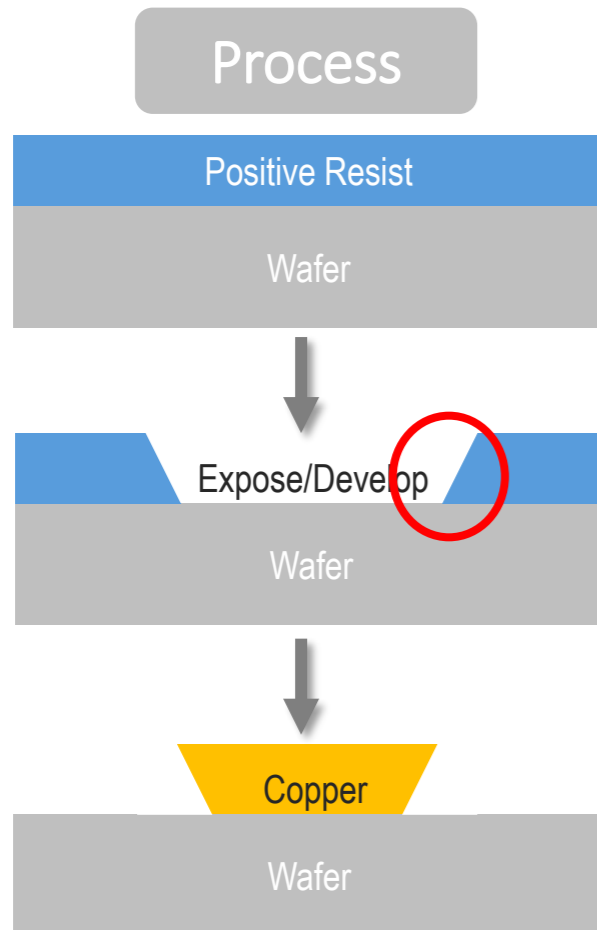 Process
Positive Resist
Wafer
Expose/Develop
Wafer
Copper
Wafer